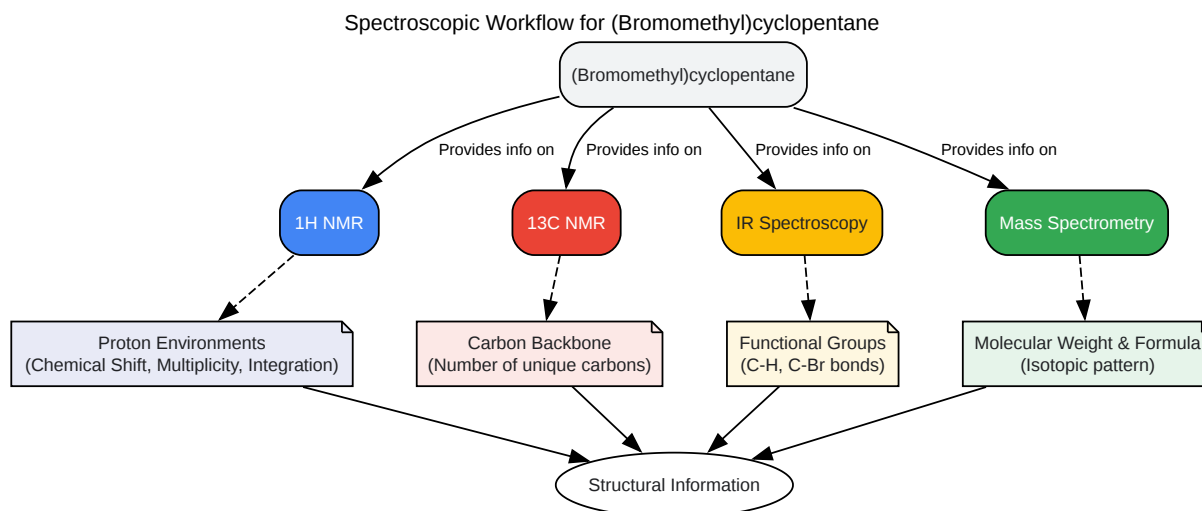 Spectroscopic Workflow for (Bromomethyl)cyclopentane
(Bromomethyl)cyclopentane
Provides info on
Provides info on
Provides info on
Provides info on
1H NMR
13C NMR
IR Spectroscopy
Mass Spectrometry
Proton Environments
(Chemical Shift, Multiplicity, Integration)
Carbon Backbone
(Number of unique carbons)
Functional Groups
(C-H, C-Br bonds)
Molecular Weight & Formula
(Isotopic pattern)
Structural Information